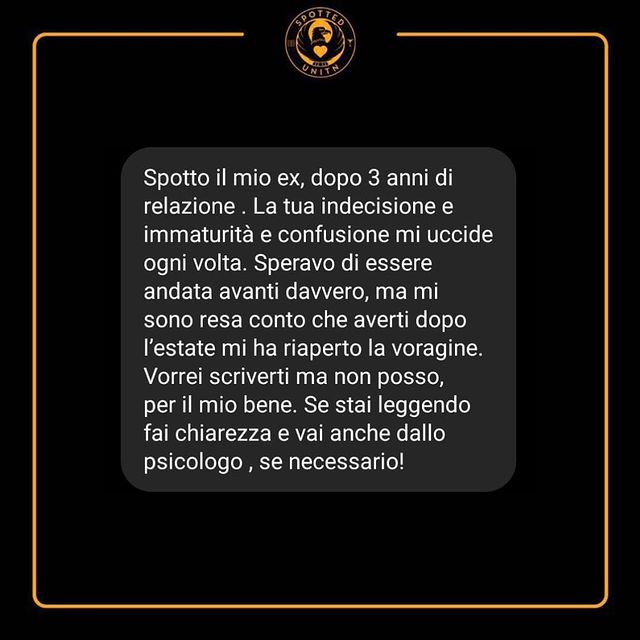 SPOTTED
UNITN
Spotto il mio ex, dopo 3 anni di
relazione . La tua indecisione e
immaturità e confusione mi uccide
ogni volta. Speravo di essere
andata avanti davvero, ma mi
sono resa conto che averti dopo
l’estate mi ha riaperto la voragine.
Vorrei scriverti ma non posso,
per il mio bene. Se stai leggendo
fai chiarezza e vai anche dallo
psicologo , se necessario!